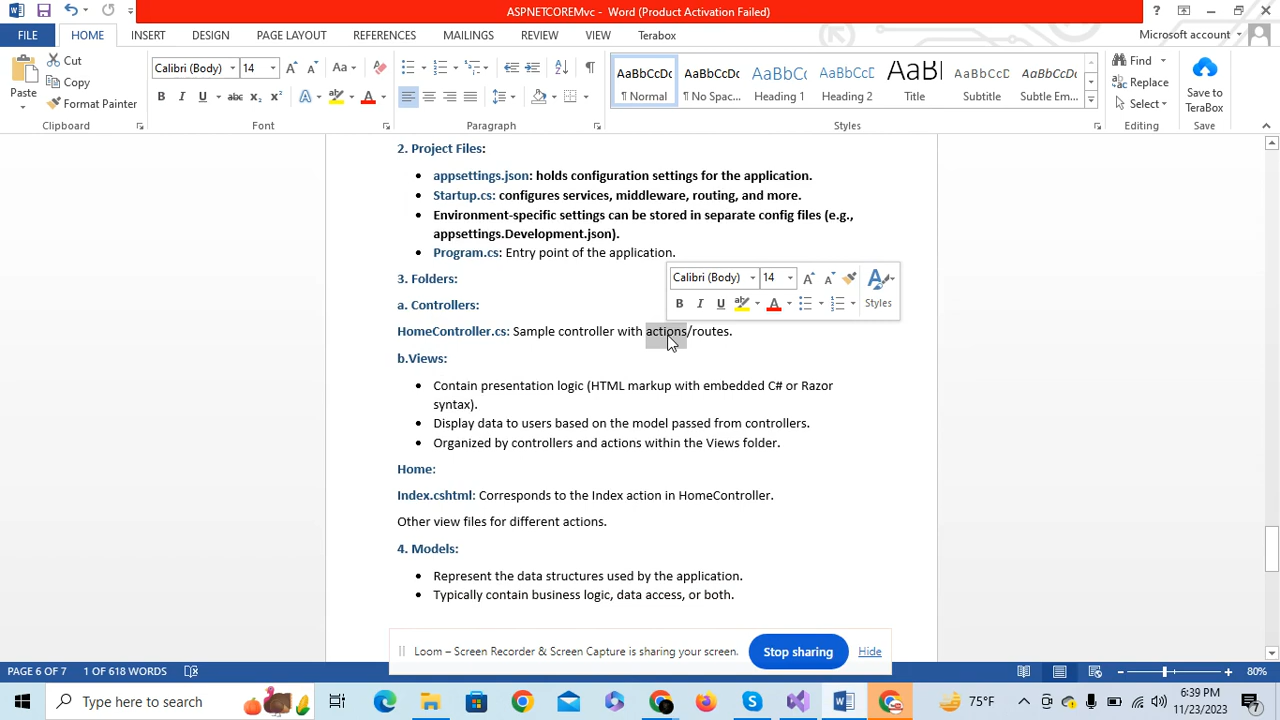 ASPNETCOREMvc - Word (Product Activation Failed)
FILE HOME INSERT DESIGN PAGE LAYOUT REFERENCES MAILINGS REVIEW VIEW Terabox Microsoft account
Paste
Cut
Copy
Format Painter
Clipboard
Calibri (Body) 14
Font
Paragraph
AaBbCcDc AaBbCcDc AaBbC AaBbCcC AaBl AaBbCcD AaBbCcDc
¶ Normal ¶ No Spac... Heading 1 Heading 2 Title Subtitle Subtle Em...
Styles
Find
Replace
Select
Editing
Save to
TeraBox
Save
2. Project Files:
• appsettings.json: holds configuration settings for the application.
• Startup.cs: configures services, middleware, routing, and more.
• Environment-specific settings can be stored in separate config files (e.g.,
appsettings.Development.json).
• Program.cs: Entry point of the application.
3. Folders:
Calibri (Body) 14
B I U A Styles
a. Controllers:
HomeController.cs: Sample controller with actions/routes.
b.Views:
• Contain presentation logic (HTML markup with embedded C# or Razor
syntax).
• Display data to users based on the model passed from controllers.
• Organized by controllers and actions within the Views folder.
Home:
Index.cshtml: Corresponds to the Index action in HomeController.
Other view files for different actions.
4. Models:
• Represent the data structures used by the application.
• Typically contain business logic, data access, or both.
Loom – Screen Recorder & Screen Capture is sharing your screen. Stop sharing Hide
PAGE 6 OF 7 1 OF 618 WORDS 80%
Type here to search
75°F
6:39 PM
11/23/2023
7